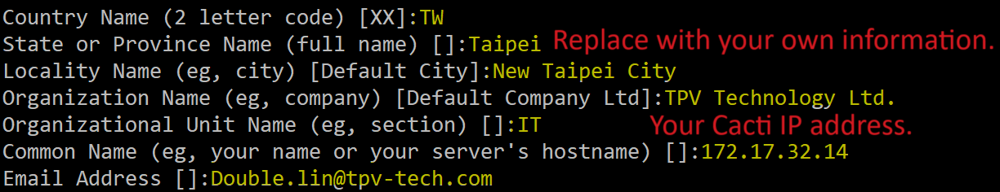 Country Name (2 letter code) [XX]:TW
State or Province Name (full name) []:Taipei
Replace with your own information.
Locality Name (eg, city) [Default City]:New Taipei City
Organization Name (eg, company) [Default Company Ltd]:TPV Technology Ltd.
Organizational Unit Name (eg, section) []:IT
Your Cacti IP address.
Common Name (eg, your name or your server's hostname) []:172.17.32.14
Email Address []:Double.lin@tpv-tech.com